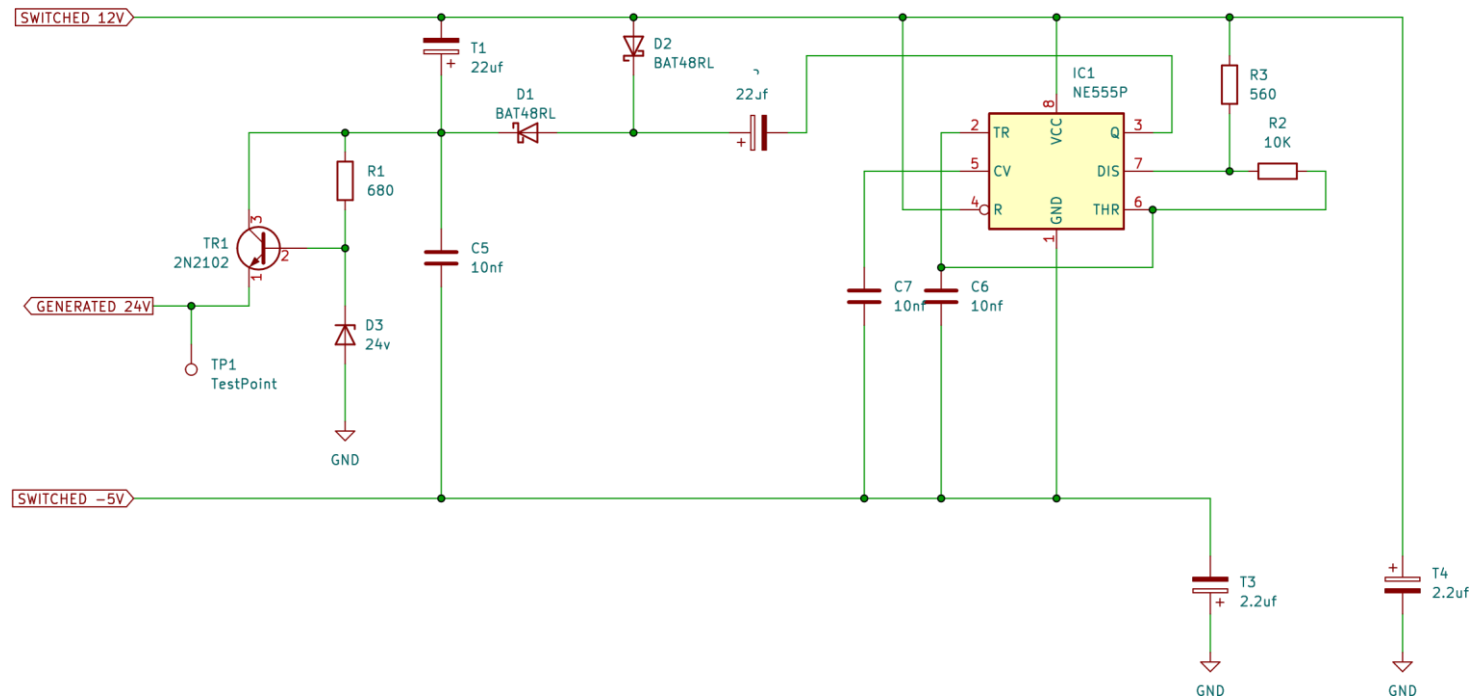 SWITCHED 12V
T1
22uf
+
D2
BAT48RL
D1
BAT48RL
22uf
+
IC1
NE555P
8
VCC
2
TR
Q
3
5
CV
DIS
7
4
R
THR
6
GND
1
R3
560
R2
10K
R1
680
3
TR1
2N2102
2
1
C5
10nf
GENERATED 24V
D3
24v
TP1
TestPoint
GND
C7
10nf
C6
10nf
SWITCHED -5V
T3
2.2uf
+
GND
+
T4
2.2uf
GND